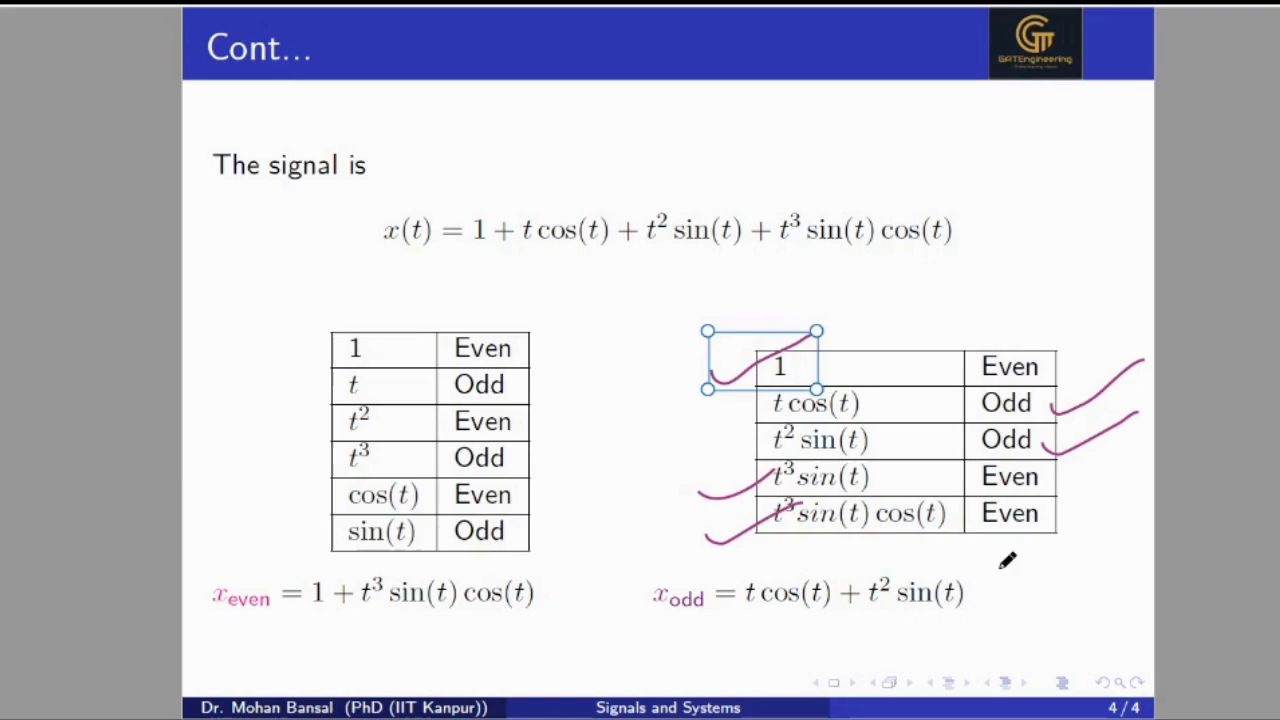 Cont...
GATEngineering
The signal is
x(t) = 1 + t cos(t) + t² sin(t) + t³ sin(t) cos(t)
1 Even
t Odd
t² Even
t³ Odd
cos(t) Even
sin(t) Odd
1 Even
t cos(t) Odd
t² sin(t) Odd
t³ sin(t) Even
t³ sin(t) cos(t) Even
x_even = 1 + t³ sin(t) cos(t)
x_odd = t cos(t) + t² sin(t)
Dr. Mohan Bansal (PhD (IIT Kanpur)) Signals and Systems 4/4